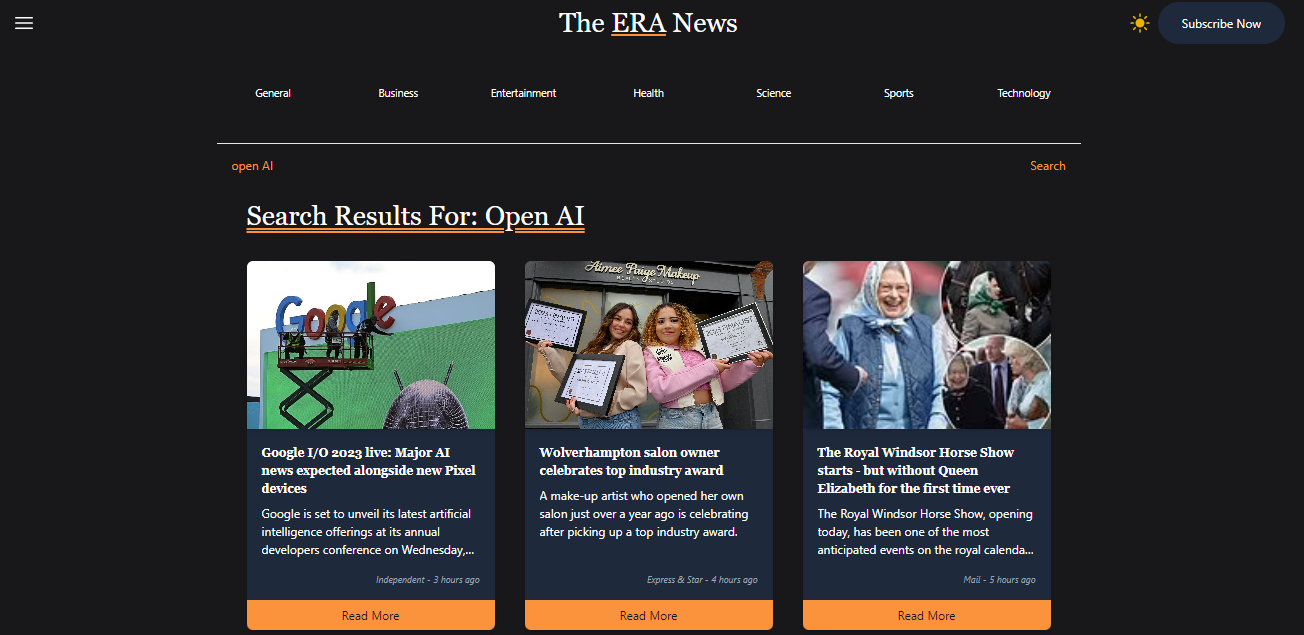 The ERA News
Subscribe Now
General Business Entertainment Health Science Sports Technology
open AI Search
Search Results For: Open AI
Google
Aimee Paige Makeup
2023 FINALIST
Google I/O 2023 live: Major AI
news expected alongside new Pixel
devices
Google is set to unveil its latest artificial
intelligence offerings at its annual
developers conference on Wednesday,...
Independent - 3 hours ago
Read More
Wolverhampton salon owner
celebrates top industry award
A make-up artist who opened her own
salon just over a year ago is celebrating
after picking up a top industry award.
Express & Star - 4 hours ago
Read More
The Royal Windsor Horse Show
starts - but without Queen
Elizabeth for the first time ever
The Royal Windsor Horse Show, opening
today, has been one of the most
anticipated events on the royal calenda...
Mail - 5 hours ago
Read More